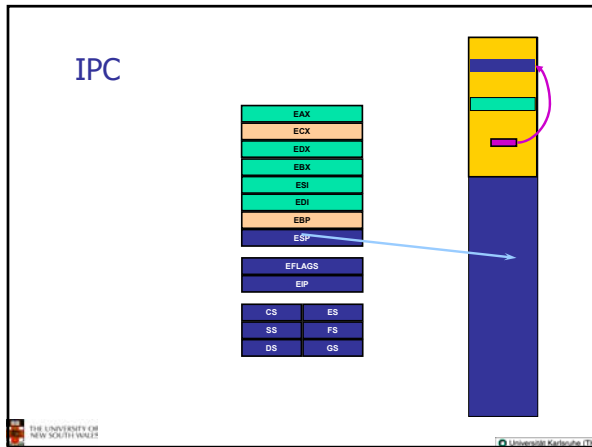 IPC
EAX
ECX
EDX
EBX
ESI
EDI
EBP
ESP
EFLAGS
EIP
CS ES
SS FS
DS GS
THE UNIVERSITY OF
NEW SOUTH WALES
Universität Karlsruhe (TH